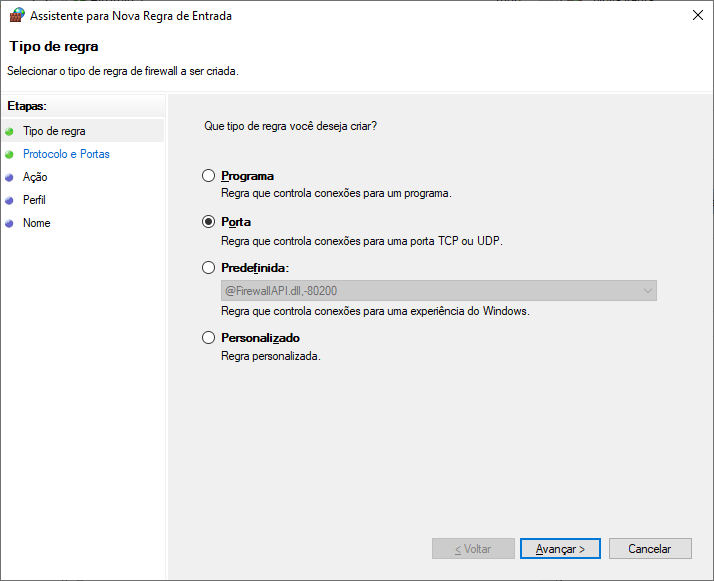 Assistente para Nova Regra de Entrada
Tipo de regra
Selecionar o tipo de regra de firewall a ser criada.
Etapas:
Tipo de regra
Protocolo e Portas
Ação
Perfil
Nome
Que tipo de regra você deseja criar?
Programa
Regra que controla conexões para um programa.
Porta
Regra que controla conexões para uma porta TCP ou UDP.
Predefinida:
@FirewallAPI.dll,-80200
Regra que controla conexões para uma experiência do Windows.
Personalizado
Regra personalizada.
< Voltar
Avançar >
Cancelar